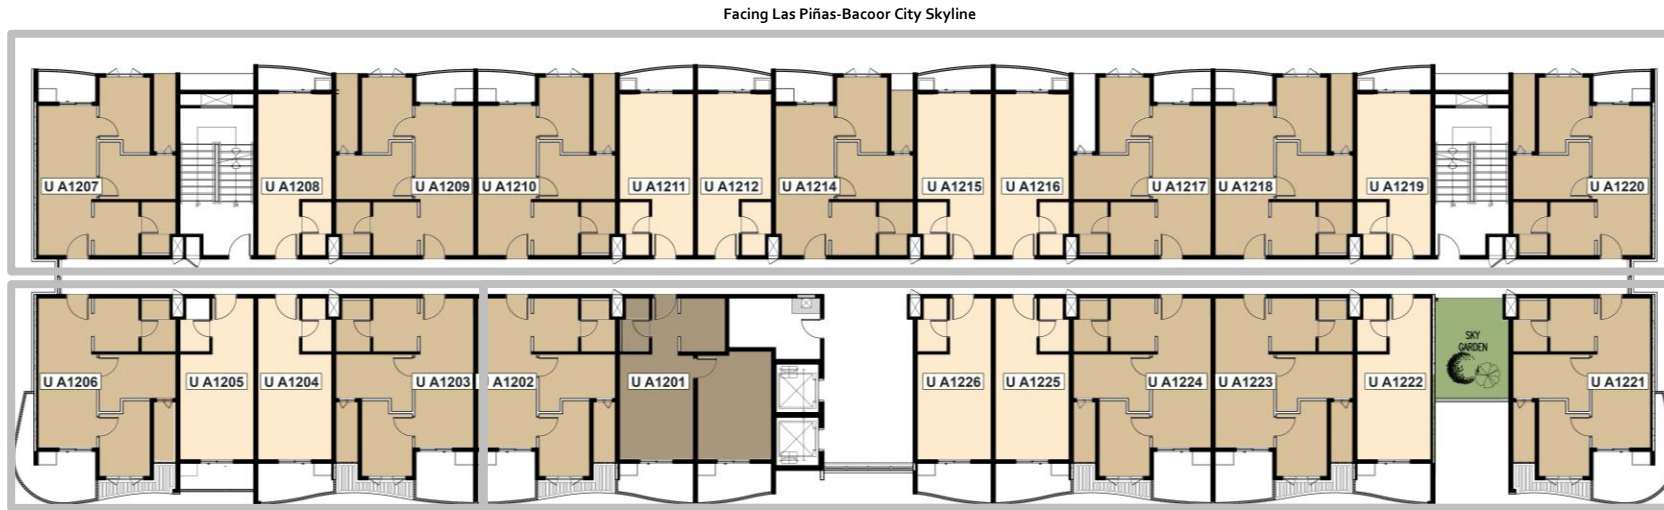 Facing Las Piñas-Bacoor City Skyline
U A1207
U A1208
U A1209
U A1210
U A1211
U A1212
U A1214
U A1215
U A1216
U A1217
U A1218
U A1219
U A1220
U A1206
U A1205
U A1204
U A1203
U A1202
U A1201
U A1226
U A1225
U A1224
U A1223
U A1222
SKY
GARDEN
U A1221